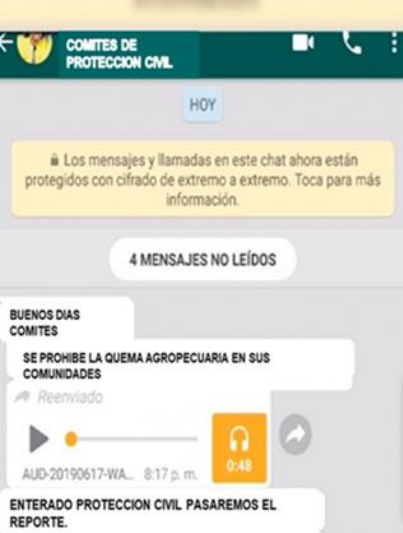 COMITES DE
PROTECCION CIVIL
HOY
Los mensajes y llamadas en este chat ahora están
protegidos con cifrado de extremo a extremo. Toca para más
información.
4 MENSAJES NO LEÍDOS
BUENOS DIAS
COMITES
SE PROHIBE LA QUEMA AGROPECUARIA EN SUS
COMUNIDADES
Reenviado
0:48
AUD-20190617-WA... 8:17 p. m.
ENTERADO PROTECCION CIVIL PASAREMOS EL
REPORTE.